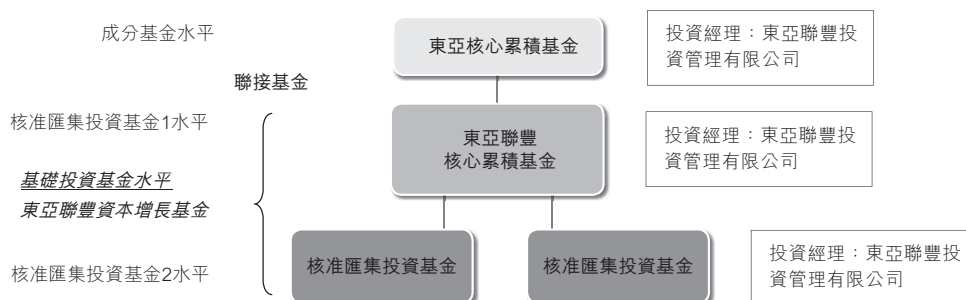 成分基金水平
東亞核心累積基金
投資經理：東亞聯豐投
資管理有限公司
聯接基金
核准匯集投資基金1水平
東亞聯豐
核心累積基金
投資經理：東亞聯豐投
資管理有限公司
基礎投資基金水平
東亞聯豐資本增長基金
核准匯集投資基金2水平
核准匯集投資基金
核准匯集投資基金
投資經理：東亞聯豐投
資管理有限公司